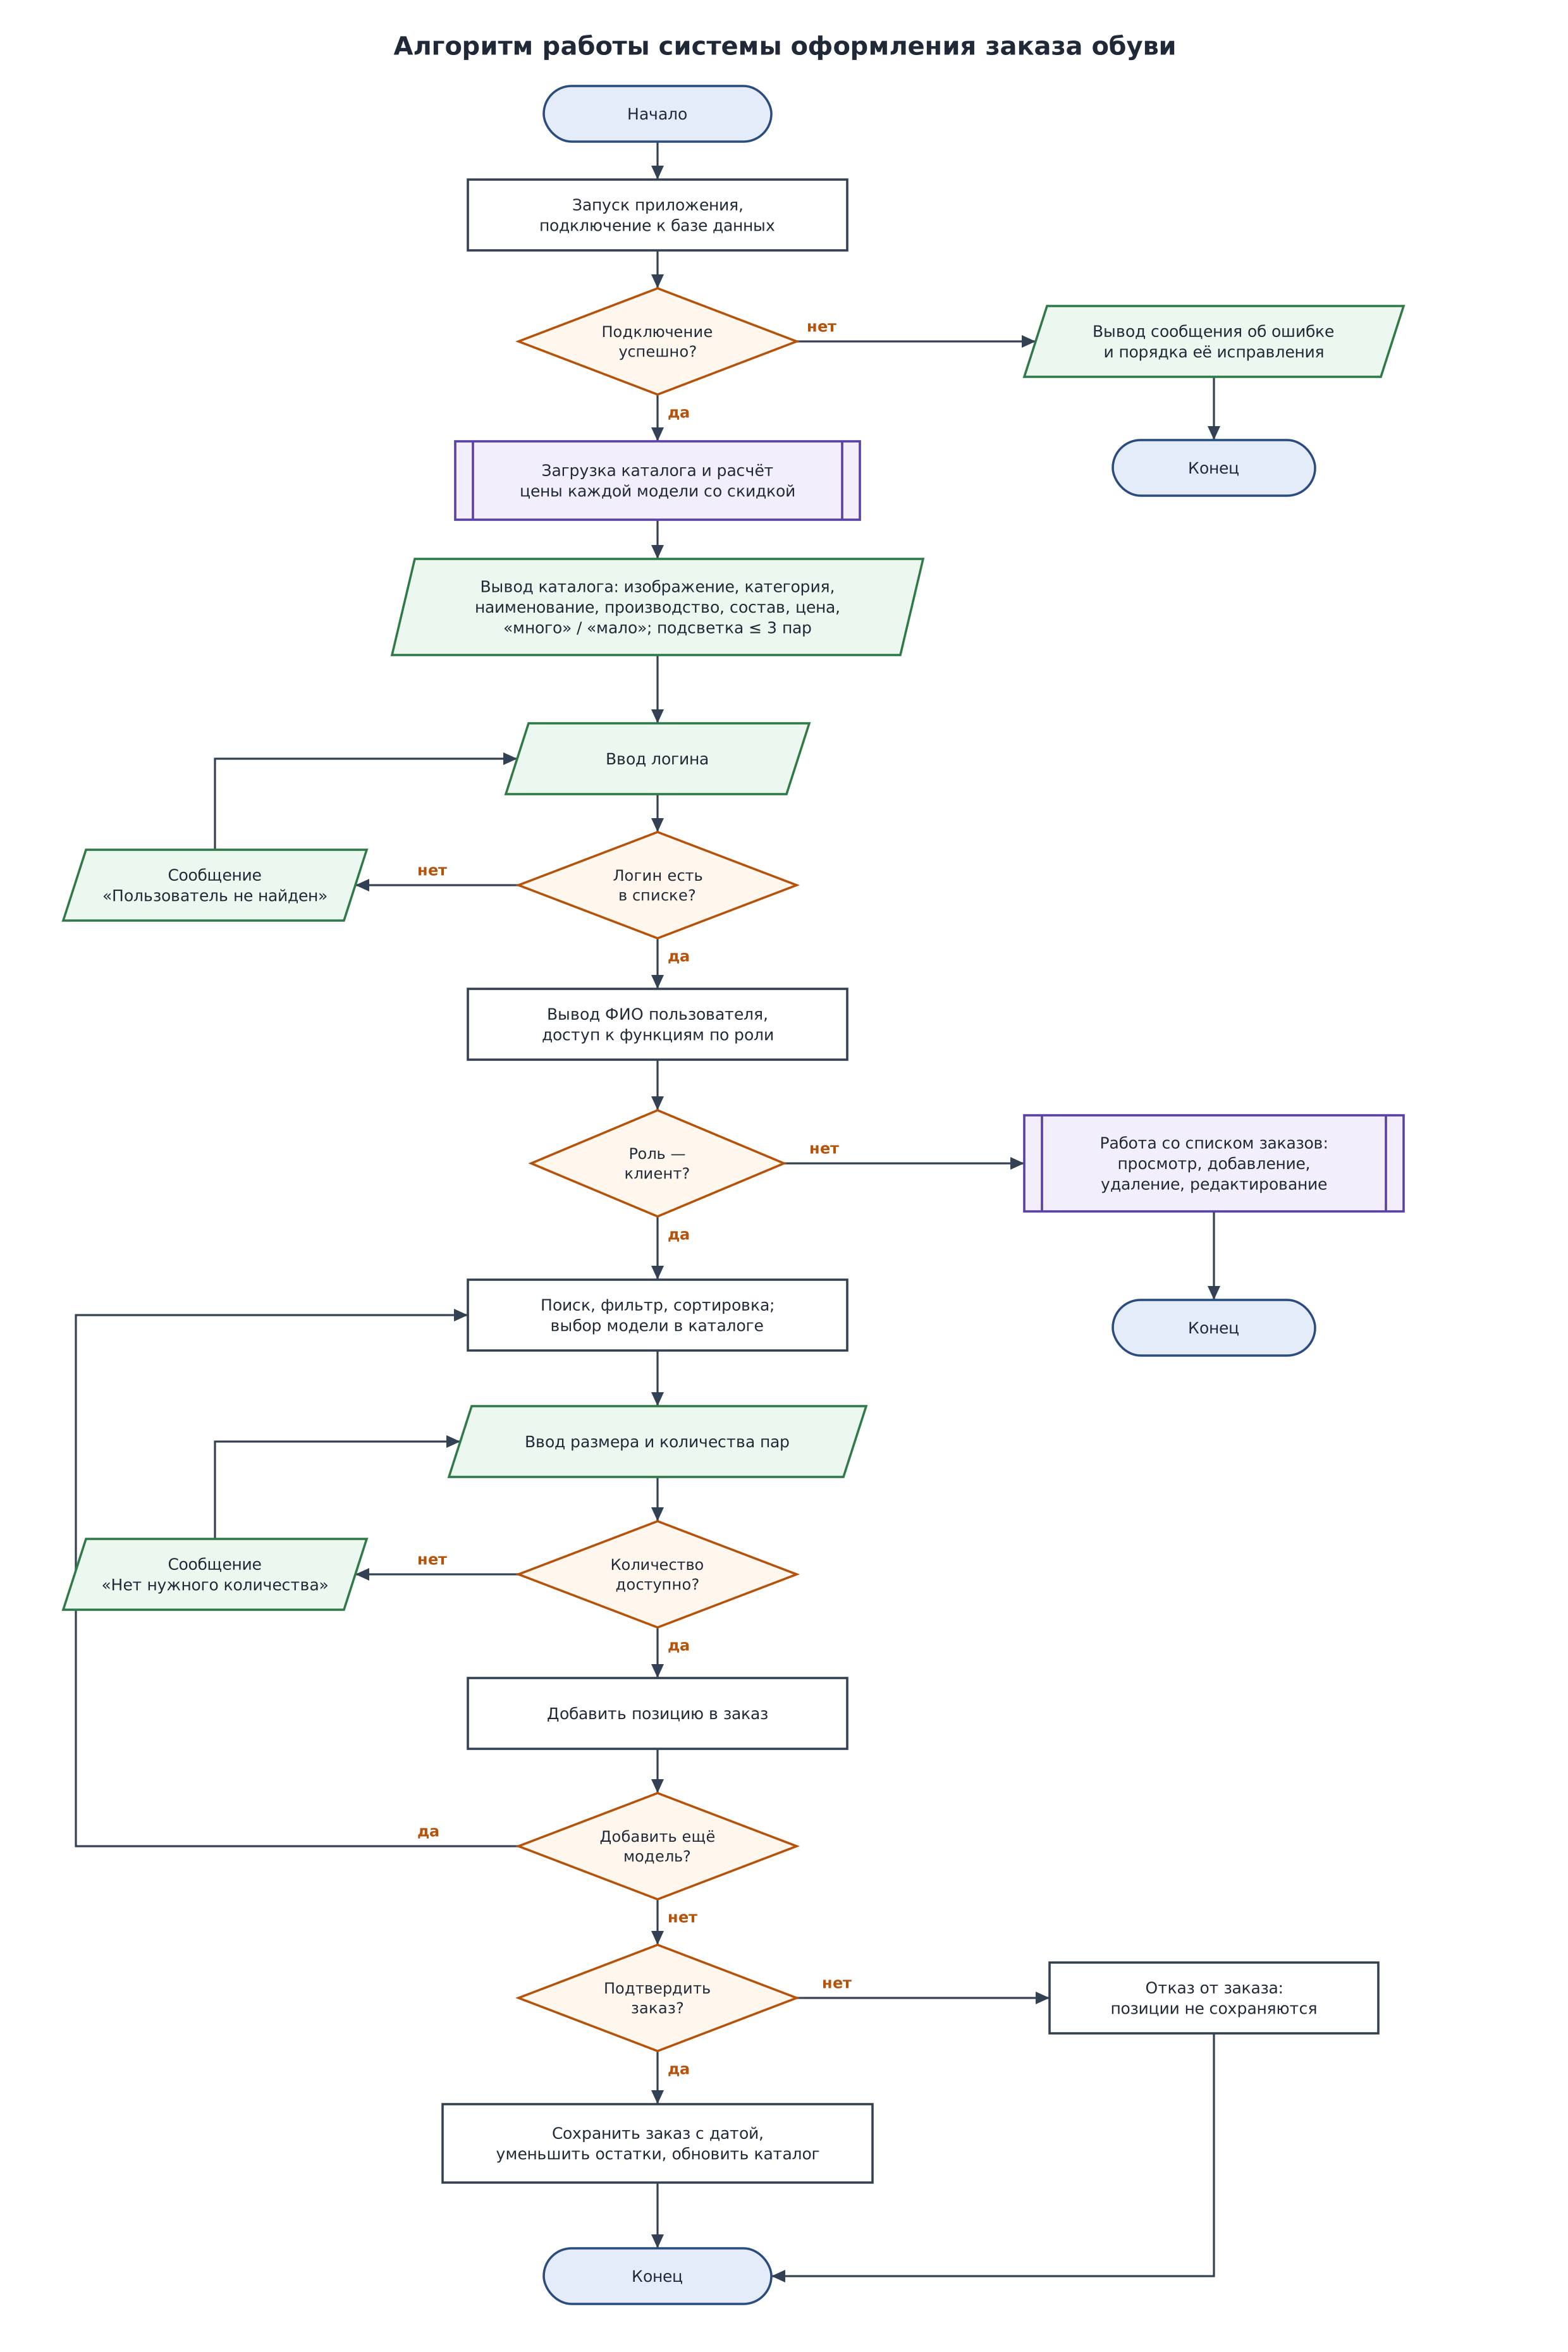 Алгоритм работы системы оформления заказа обуви
Начало
Запуск приложения,
подключение к базе данных
Подключение
успешно?
нет
Вывод сообщения об ошибке
и порядка её исправления
да
Конец
Загрузка каталога и расчёт
цены каждой модели со скидкой
Вывод каталога: изображение, категория,
наименование, производство, состав, цена,
«много» / «мало»; подсветка ≤ 3 пар
Ввод логина
Логин есть
в списке?
нет
Сообщение
«Пользователь не найден»
да
Вывод ФИО пользователя,
доступ к функциям по роли
Роль —
клиент?
нет
Работа со списком заказов:
просмотр, добавление,
удаление, редактирование
да
Конец
Поиск, фильтр, сортировка;
выбор модели в каталоге
Ввод размера и количества пар
Количество
доступно?
нет
Сообщение
«Нет нужного количества»
да
Добавить позицию в заказ
Добавить ещё
модель?
да
нет
Подтвердить
заказ?
нет
Отказ от заказа:
позиции не сохраняются
да
Сохранить заказ с датой,
уменьшить остатки, обновить каталог
Конец